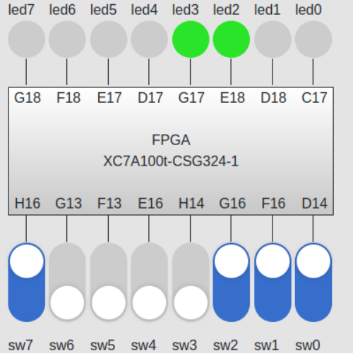 led7 led6 led5 led4 led3 led2 led1 led0
G18 F18 E17 D17 G17 E18 D18 C17
FPGA
XC7A100t-CSG324-1
H16 G13 F13 E16 H14 G16 F16 D14
sw7 sw6 sw5 sw4 sw3 sw2 sw1 sw0